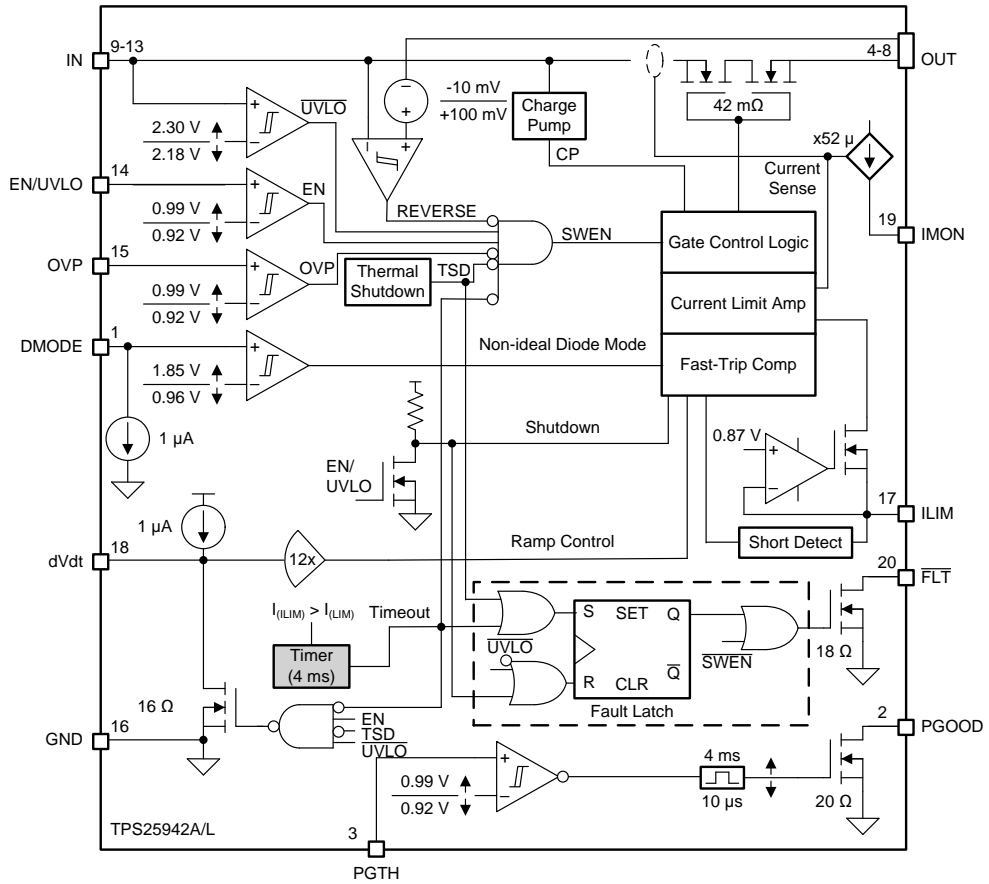 IN
9-13
4-8
OUT
-10 mV
+100 mV
Charge
Pump
CP
42 mΩ
x52 µ
Current
Sense
UVLO
2.30 V
2.18 V
+
−
EN/UVLO
14
EN
0.99 V
0.92 V
+
−
−
+
−
+
REVERSE
SWEN
19
IMON
OVP
15
OVP
0.99 V
0.92 V
+
−
Thermal
Shutdown
TSD
Gate Control Logic
Current Limit Amp
Fast-Trip Comp
DMODE
1
1.85 V
0.96 V
+
−
Non-ideal Diode Mode
1 µA
Shutdown
EN/
UVLO
0.87 V
+
−
17
ILIM
Short Detect
1 µA
dVdt
18
12x
Ramp Control
20
FLT
18 Ω
I(ILIM) > I(LIM)
Timeout
Timer
(4 ms)
UVLO
S
SET
Q
Q
R
CLR
SWEN
Fault Latch
16 Ω
GND
16
EN
TSD
UVLO
2
PGOOD
20 Ω
0.99 V
0.92 V
+
−
4 ms
10 µs
TPS25942A/L
3
PGTH